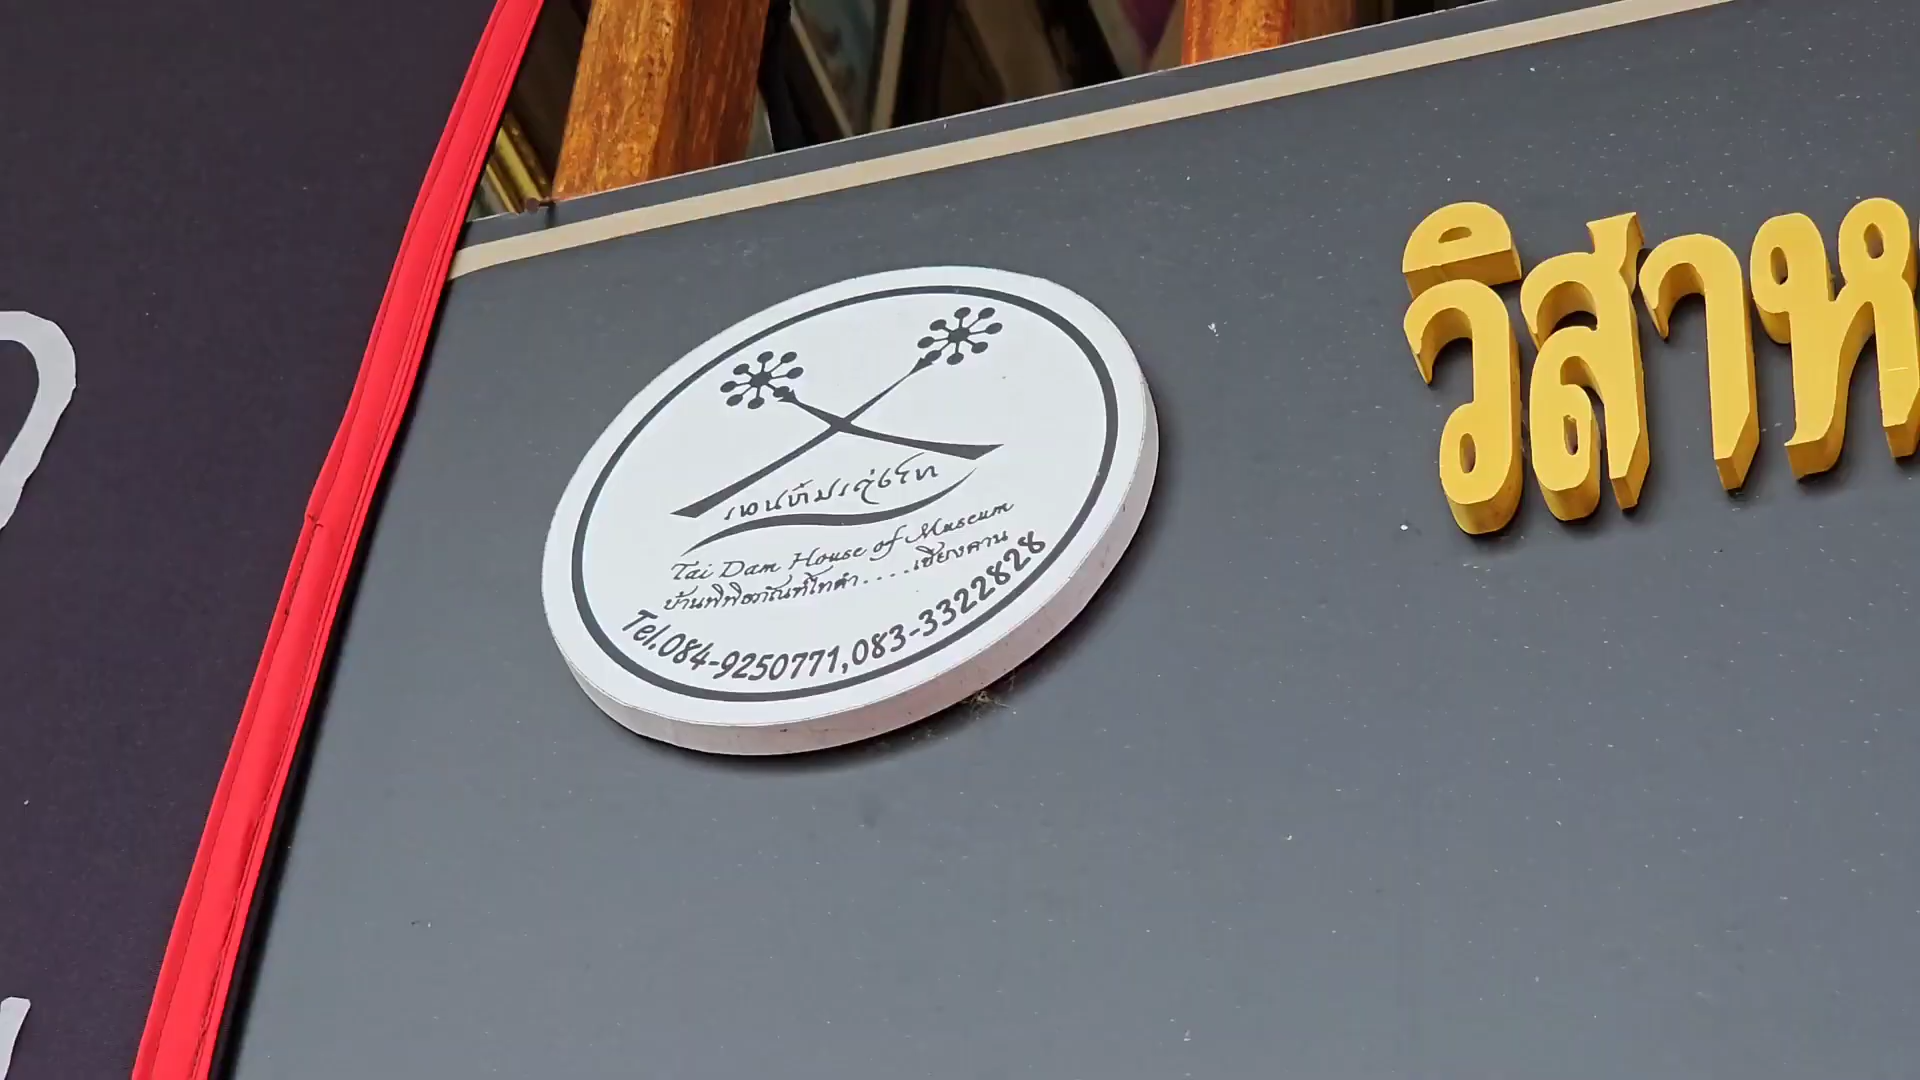 Tai Dam House of Museum
บ้านพิพิธภัณฑ์ไทดำ....เชียงคาน
Tel.084-9250771,083-3322828
วิสาห